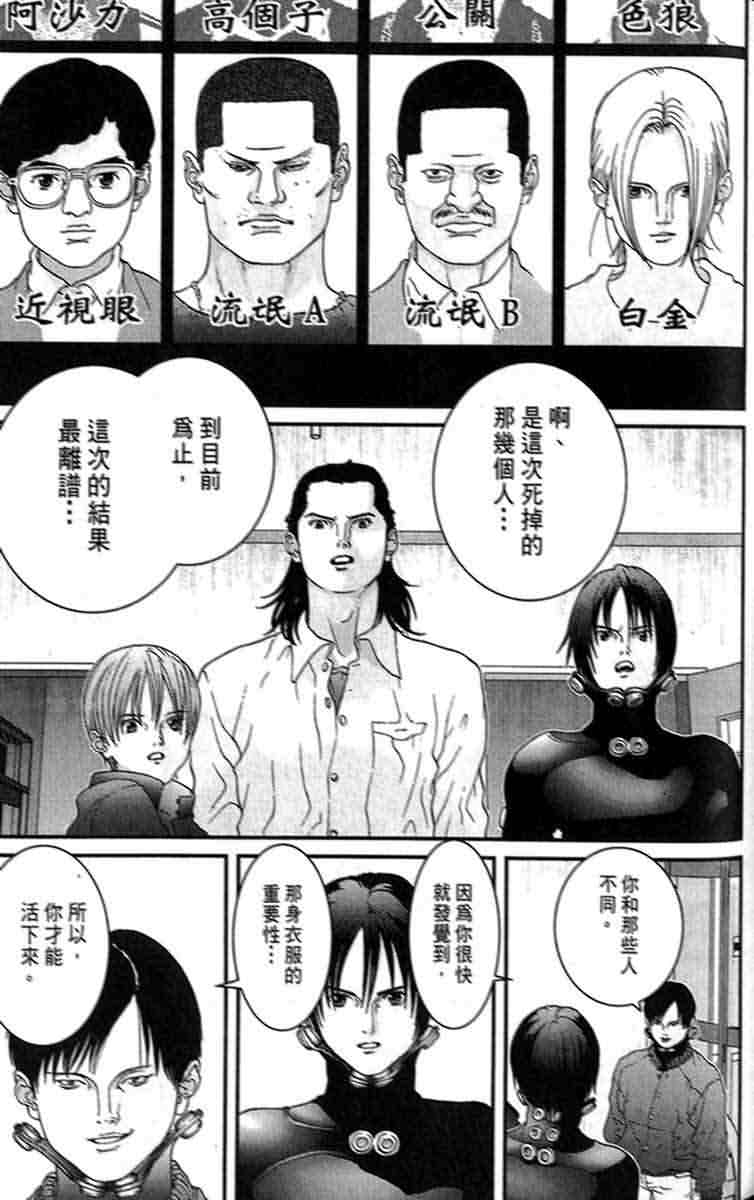 色狼
公關
高個子
阿沙力
白金
流氓B
流氓A
近視眼
啊、
是這次死掉的
那幾個人…
到目前
為止，
這次的結果
最離譜…
你和那些人
不同。
因為你很快
就發覺到，
那身衣服的
重要性…
所以，
你才能
活下來。